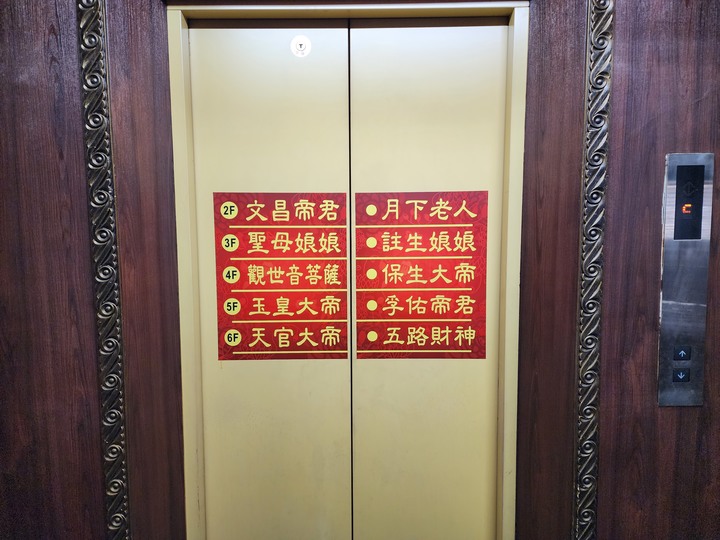 2F 文昌帝君 ●月下老人
3F 聖母娘娘 ●註生娘娘
4F 觀世音菩薩 ●保生大帝
5F 玉皇大帝 ●孚佑帝君
6F 天官大帝 ●五路財神